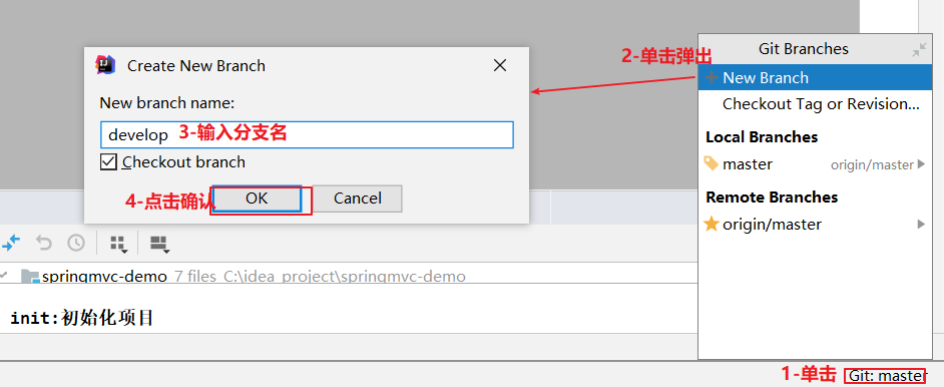 Create New Branch
New branch name:
develop
3-输入分支名
Checkout branch
4-点击确认
OK
Cancel
2-单击弹出
Git Branches
New Branch
Checkout Tag or Revision...
Local Branches
master
origin/master
Remote Branches
origin/master
springmvc-demo 7 files C:\idea_project\springmvc-demo
init:初始化项目
1-单击
Git: master